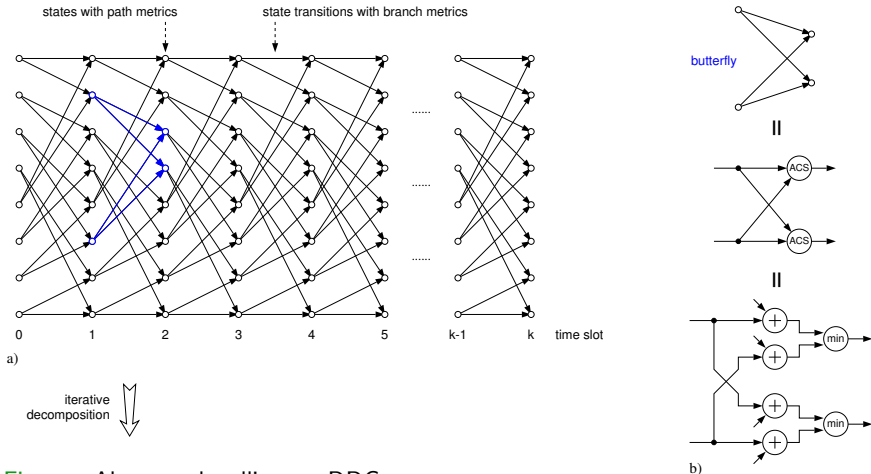 states with path metrics
state transitions with branch metrics
......
......
......
0 1 2 3 4 5 k-1 k time slot
a)
iterative
decomposition
butterfly
=
ACS
ACS
=
+
min
+
+
min
+
b)